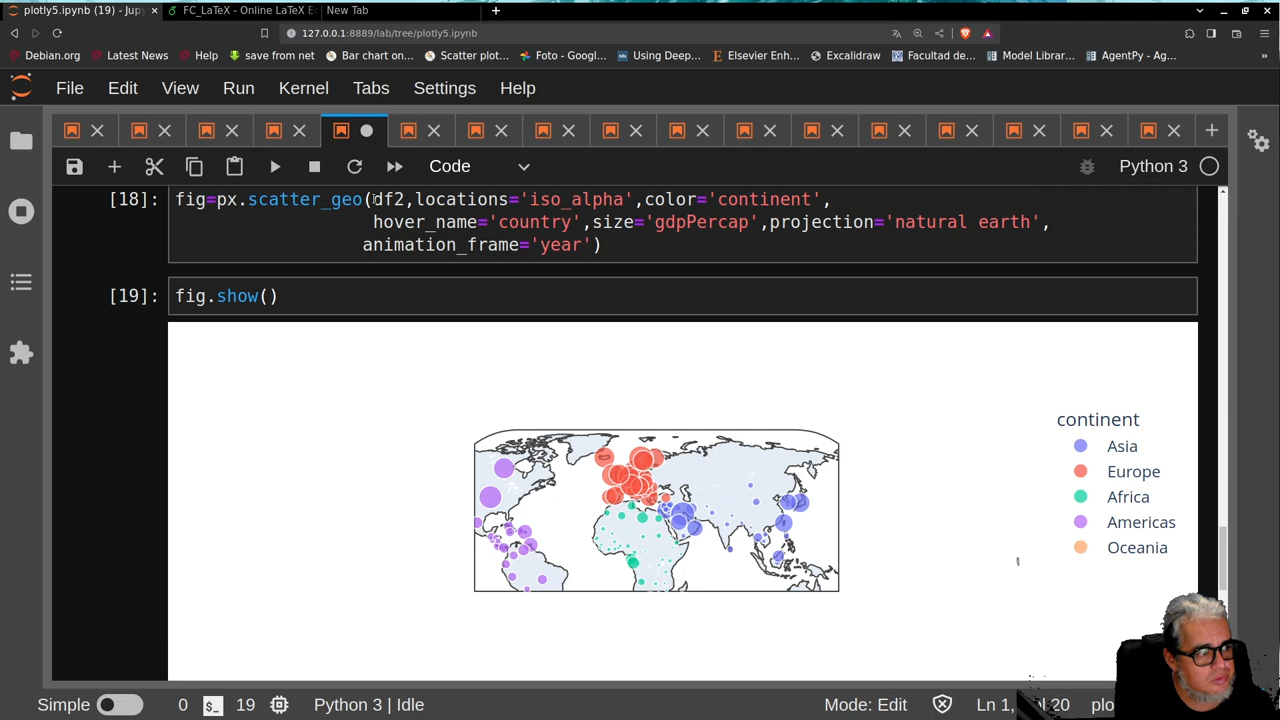 plotly5.ipynb (19) - Jup
FC_LaTeX - Online LaTeX E
New Tab
127.0.0.1:8889/lab/tree/plotly5.ipynb
Debian.org
Latest News
Help
save from net
Bar chart on...
Scatter plot...
Foto - Googl...
Using Deep...
Elsevier Enh...
Excalidraw
Facultad de...
Model Librar...
AgentPy - Ag...
»
File
Edit
View
Run
Kernel
Tabs
Settings
Help
Code
Python 3
[18]:
fig=px.scatter_geo(df2,locations='iso_alpha',color='continent',
hover_name='country',size='gdpPercap',projection='natural earth',
animation_frame='year')
[19]:
fig.show()
continent
Asia
Europe
Africa
Americas
Oceania
Simple
0
$_
19
Python 3 | Idle
Mode: Edit
Ln 1,
l 20
plo